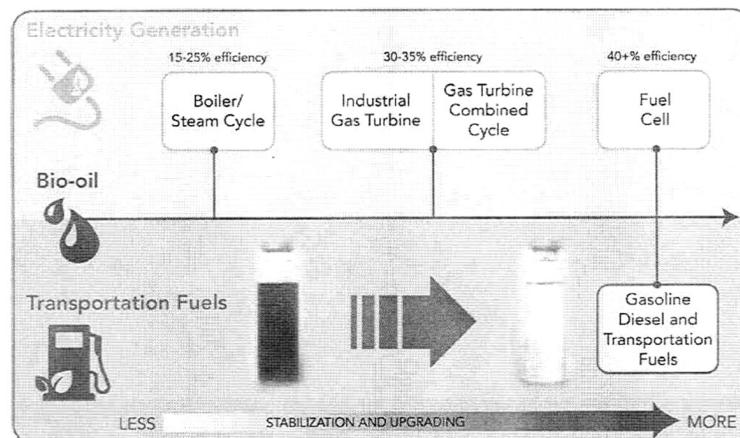 Electricity Generation
15-25% efficiency
30-35% efficiency
40+% efficiency
Boiler/
Steam Cycle
Industrial
Gas Turbine
Gas Turbine
Combined
Cycle
Fuel
Cell
Bio-oil
Transportation Fuels
Gasoline
Diesel and
Transportation
Fuels
LESS
STABILIZATION AND UPGRADING
MORE